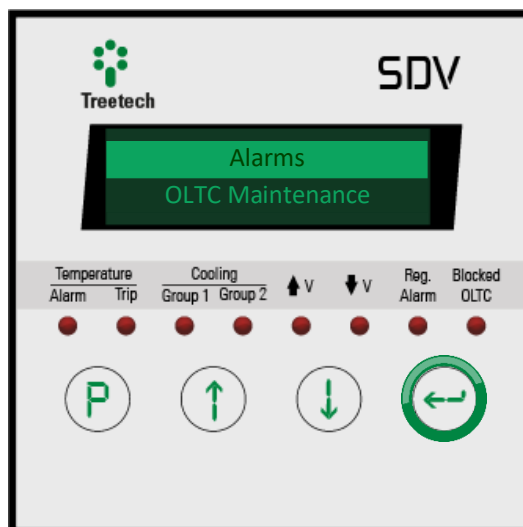 SDV
Treetech
Alarms
OLTC Maintenance
Temperature Cooling Reg. Blocked
Alarm Trip Group 1 Group 2 V V Alarm OLTC
P